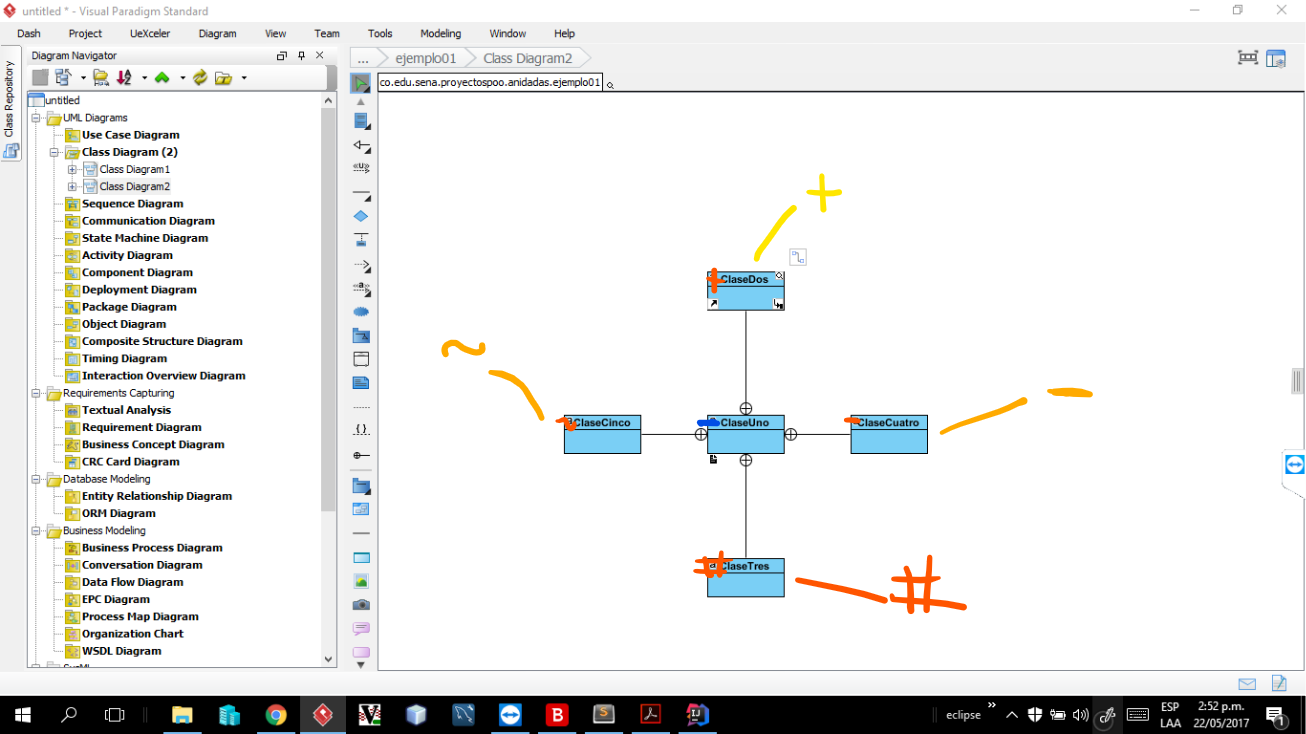 untitled * - Visual Paradigm Standard
Dash Project UeXceler Diagram View Team Tools Modeling Window Help
Diagram Navigator
... ejemplo01 Class Diagram2
co.edu.sena.proyectospoo.anidadas.ejemplo01
Class Repository
untitled
UML Diagrams
Use Case Diagram
Class Diagram (2)
Class Diagram1
Class Diagram2
Sequence Diagram
Communication Diagram
State Machine Diagram
Activity Diagram
Component Diagram
Deployment Diagram
Package Diagram
Object Diagram
Composite Structure Diagram
Timing Diagram
Interaction Overview Diagram
Requirements Capturing
Textual Analysis
Requirement Diagram
Business Concept Diagram
CRC Card Diagram
Database Modeling
Entity Relationship Diagram
ORM Diagram
Business Modeling
Business Process Diagram
Conversation Diagram
Data Flow Diagram
EPC Diagram
Process Map Diagram
Organization Chart
WSDL Diagram
+
+ ClaseDos
~
~ ClaseCinco
- ClaseUno
- ClaseCuatro
-
# ClaseTres
#
eclipse
ESP
LAA
2:52 p.m.
22/05/2017
1